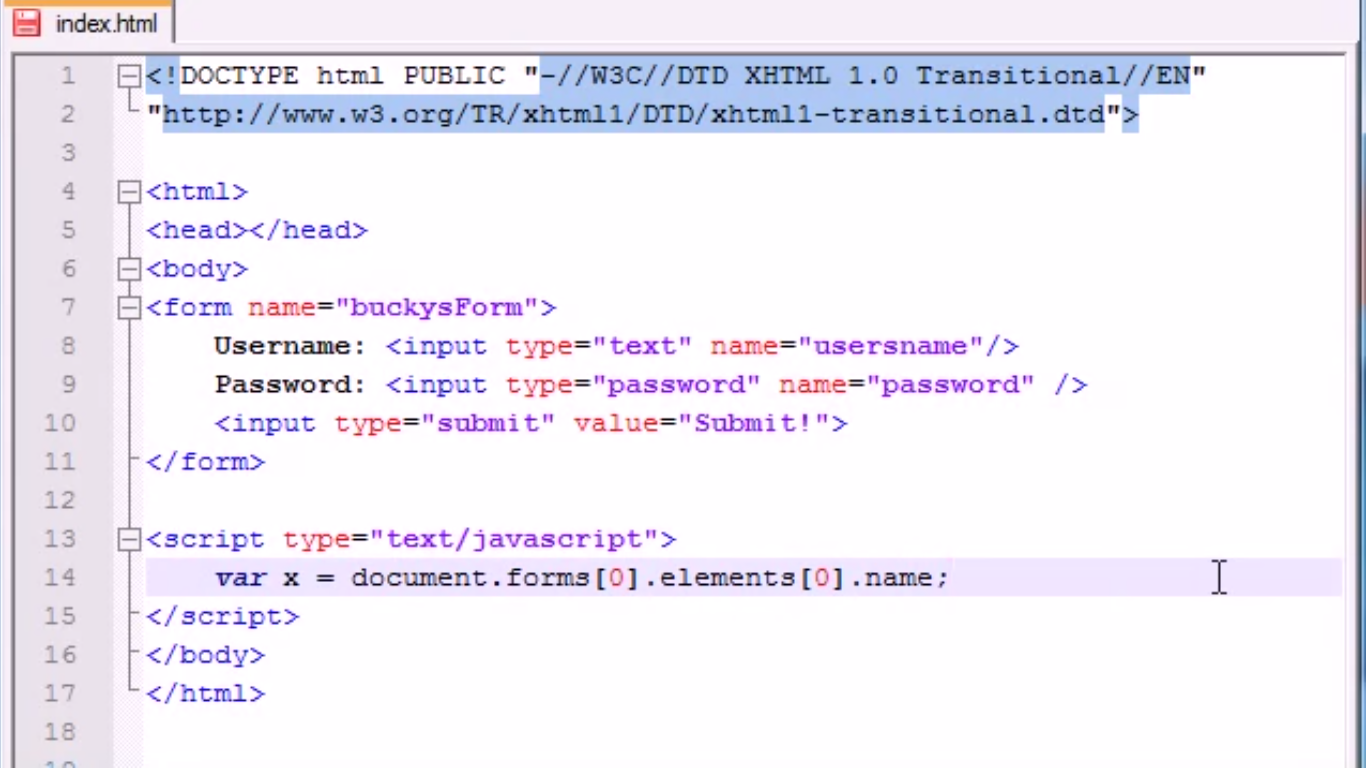 index.html
1 <!DOCTYPE html PUBLIC "-//W3C//DTD XHTML 1.0 Transitional//EN"
2 "http://www.w3.org/TR/xhtml1/DTD/xhtml1-transitional.dtd">
3
4 <html>
5 <head></head>
6 <body>
7 <form name="buckysForm">
8 Username: <input type="text" name="usersname"/>
9 Password: <input type="password" name="password" />
10 <input type="submit" value="Submit!">
11 </form>
12
13 <script type="text/javascript">
14 var x = document.forms[0].elements[0].name;
15 </script>
16 </body>
17 </html>
18